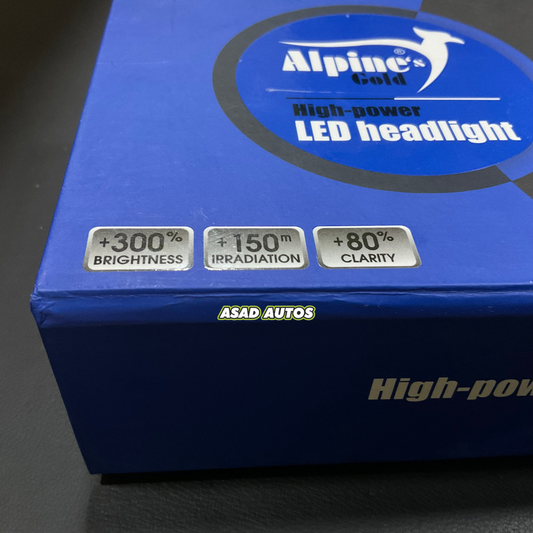 Alpine's®
Gold
High-power
LED headlight
+300%
BRIGHTNESS
+150m
IRRADIATION
+80%
CLARITY
ASAD AUTOS
High-pow